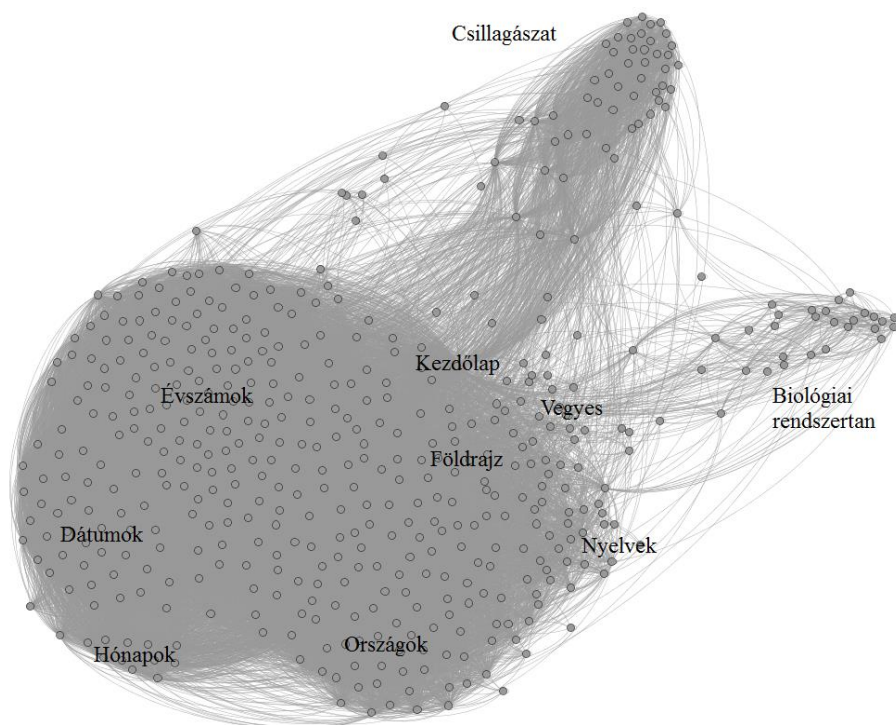 Csillagászat
Kezdőlap
Évszámok
Vegyes
Biológiai
rendszertan
Földrajz
Dátumok
Nyelvek
Országok
Hónapok